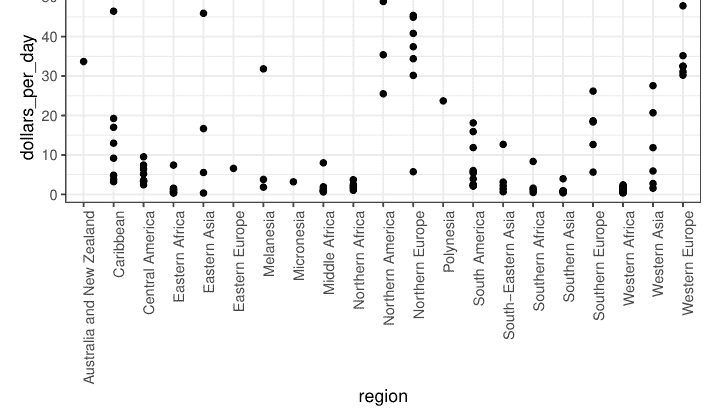 40
30
20
10
0
dollars_per_day
Australia and New Zealand
Caribbean
Central America
Eastern Africa
Eastern Asia
Eastern Europe
Melanesia
Micronesia
Middle Africa
Northern Africa
Northern America
Northern Europe
Polynesia
South America
South−Eastern Asia
Southern Africa
Southern Asia
Southern Europe
Western Africa
Western Asia
Western Europe
region